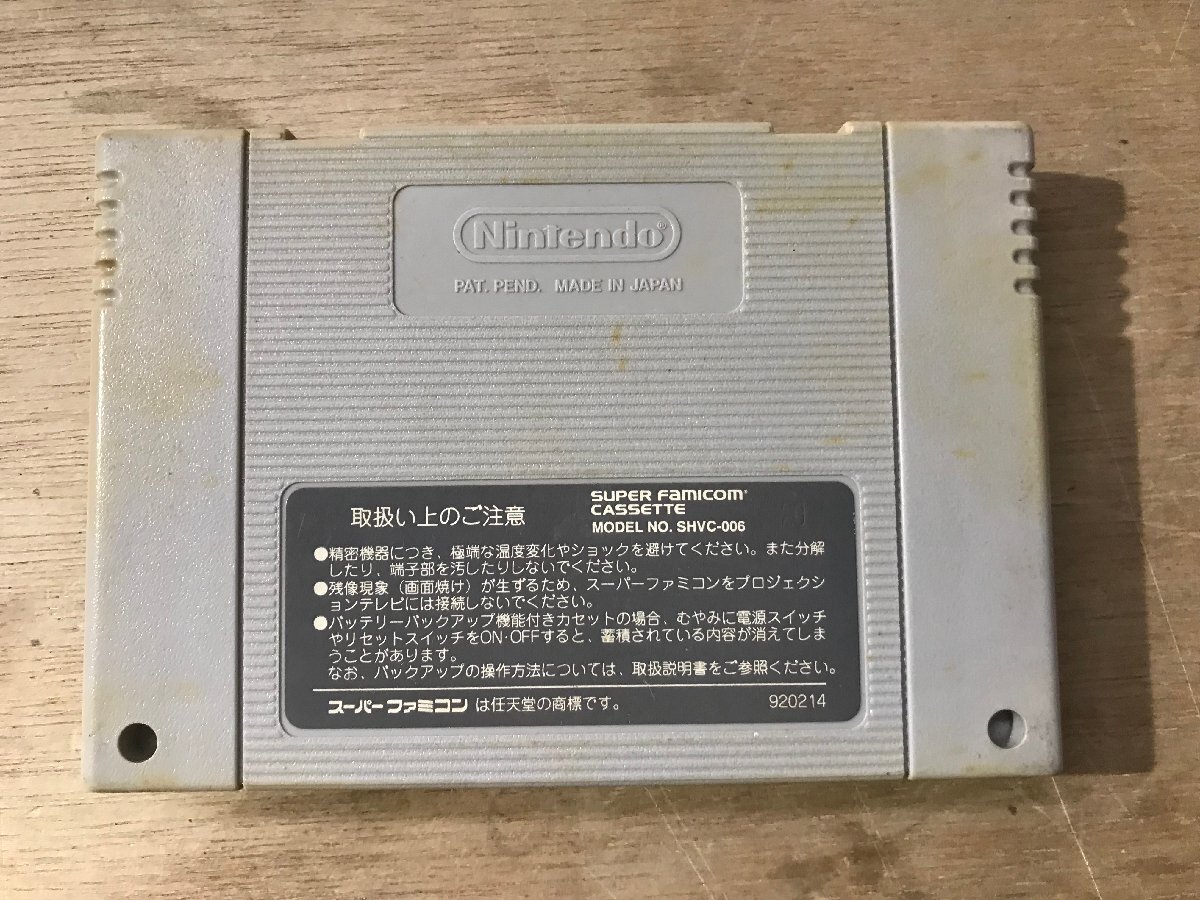 Nintendo®
PAT. PEND. MADE IN JAPAN
取扱い上のご注意
SUPER FAMICOM
CASSETTE
MODEL NO. SHVC-006
●精密機器につき、極端な温度変化やショックを避けてください。また分解
したり、端子部を汚したりしないでください。
●残像現象（画面焼け）が生ずるため、スーパーファミコンをプロジェクシ
ョンテレビには接続しないでください。
●バッテリーバックアップ機能付きカセットの場合、むやみに電源スイッチ
やリセットスイッチをON・OFFすると、蓄積されている内容が消えてしま
うことがあります。
なお、バックアップの操作方法については、取扱説明書をご参照ください。
スーパーファミコンは任天堂の商標です。 920214